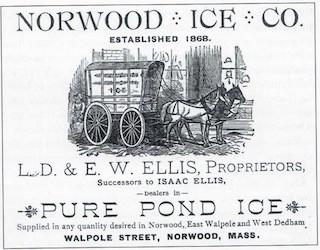 NORWOOD ICE CO.
ESTABLISHED 1868.
L. D. & E. W. ELLIS, PROPRIETORS,
Successors to ISAAC ELLIS,
—dealers in—
PURE POND ICE
Supplied in any quantity desired in Norwood, East Walpole and West Dedham
WALPOLE STREET, NORWOOD, MASS.